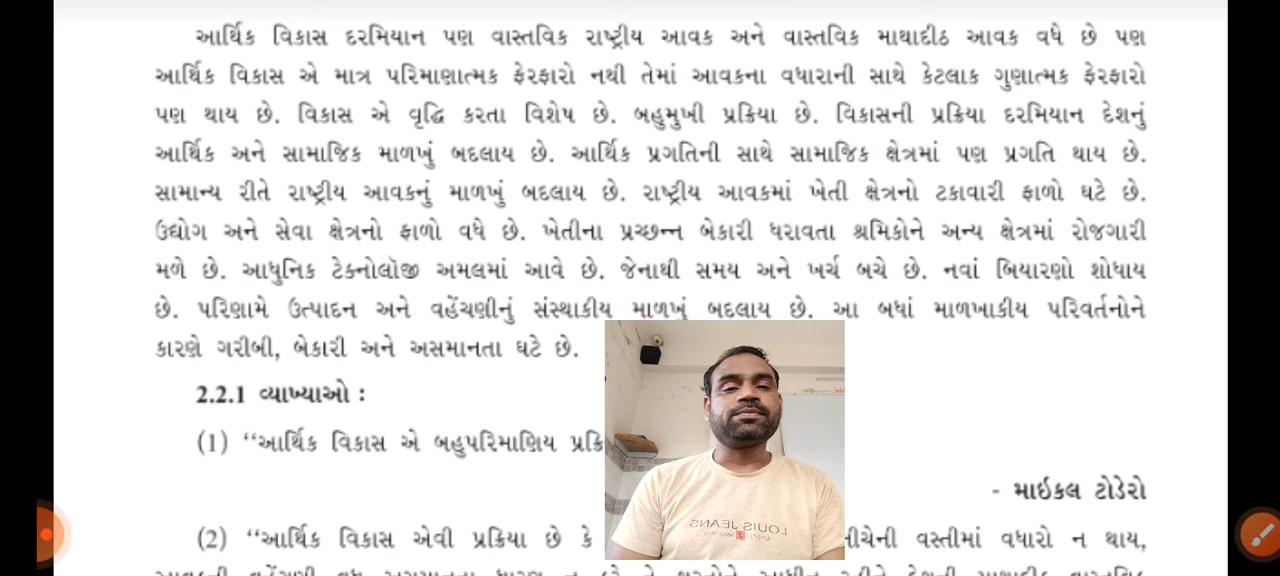 આર્થિક વિકાસ દરમિયાન પણ વાસ્તવિક રાષ્ટ્રીય આવક અને વાસ્તવિક માથાદીઠ આવક વધે છે પણ
આર્થિક વિકાસ એ માત્ર પરિમાણાત્મક ફેરફારો નથી તેમાં આવકના વધારાની સાથે કેટલાક ગુણાત્મક ફેરફારો
પણ થાય છે. વિકાસ એ વૃદ્ધિ કરતા વિશેષ છે. બહુમુખી પ્રક્રિયા છે. વિકાસની પ્રક્રિયા દરમિયાન દેશનું
આર્થિક અને સામાજિક માળખું બદલાય છે. આર્થિક પ્રગતિની સાથે સામાજિક ક્ષેત્રમાં પણ પ્રગતિ થાય છે.
સામાન્ય રીતે રાષ્ટ્રીય આવકનું માળખું બદલાય છે. રાષ્ટ્રીય આવકમાં ખેતી ક્ષેત્રનો ટકાવારી ફાળો ઘટે છે.
ઉદ્યોગ અને સેવા ક્ષેત્રનો ફાળો વધે છે. ખેતીના પ્રચ્છન્ન બેકારી ધરાવતા શ્રમિકોને અન્ય ક્ષેત્રમાં રોજગારી
મળે છે. આધુનિક ટેક્નોલૉજી અમલમાં આવે છે. જેનાથી સમય અને ખર્ચ બચે છે. નવાં બિયારણો શોધાય
છે. પરિણામે ઉત્પાદન અને વહેંચણીનું સંસ્થાકીય માળખું બદલાય છે. આ બધાં માળખાકીય પરિવર્તનોને
કારણે ગરીબી, બેકારી અને અસમાનતા ઘટે છે.
2.2.1 વ્યાખ્યાઓ :
(1) “આર્થિક વિકાસ એ બહુપરિમાણિય
- માઇકલ ટોડેરો
(2) “આર્થિક વિકાસ એવી પ્રક્રિયા છે કે વસ્તીમાં વધારો ન થાય,
LOUIS JEANS